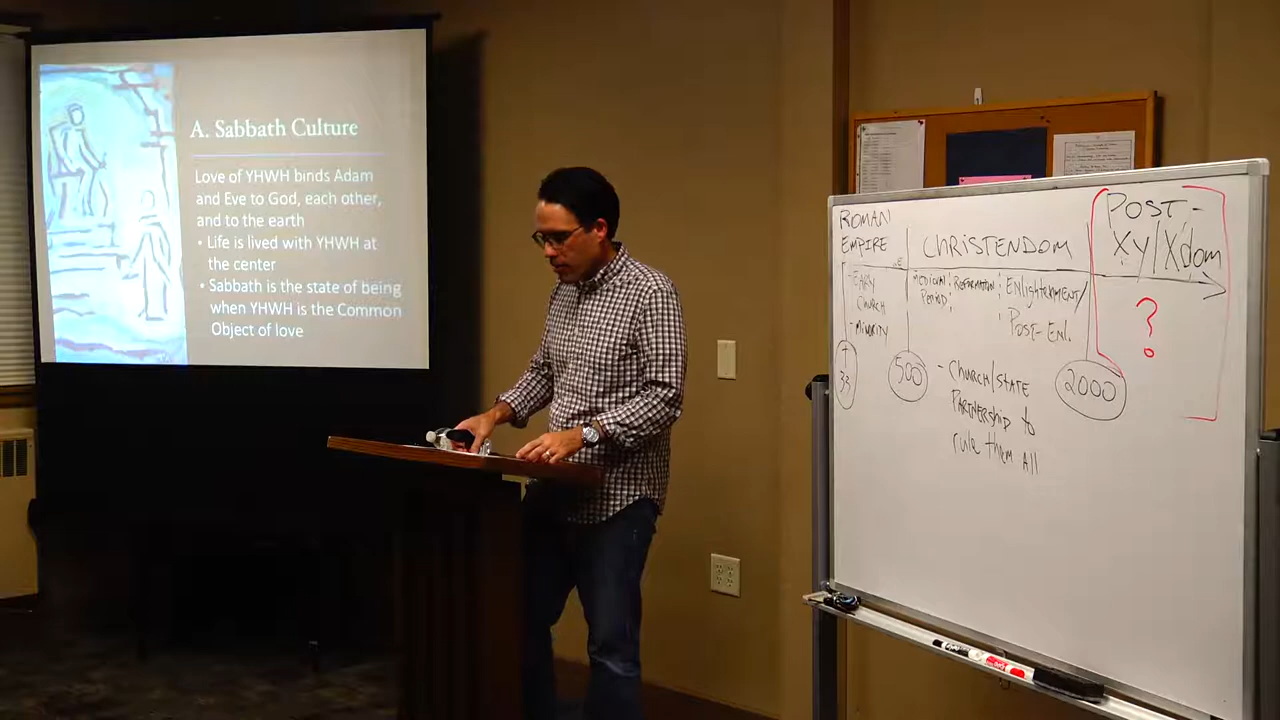 A. Sabbath Culture
Love of YHWH binds Adam
and Eve to God, each other,
and to the earth
• Life is lived with YHWH at
the center
• Sabbath is the state of being
when YHWH is the Common
Object of love
ROMAN
EMPIRE
- EARLY
CHURCH
- MINORITY
33
CHRISTENDOM
MEDIEVAL
PERIOD
REFORMATION
ENLIGHTENMENT/
POST-ENL.
500
- CHURCH/STATE
PARTNERSHIP to
rule them All
2000
POST-
Xy/Xdom
?